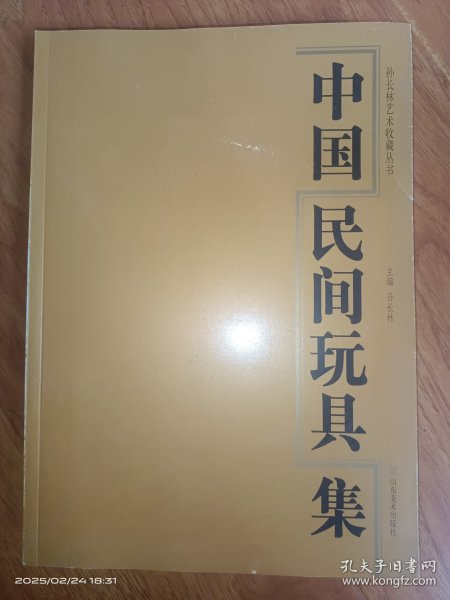 孙长林艺术收藏丛书
中国民间玩具集
主编 孙长林
山东美术出版社
2025/02/24 18:31
孔夫子旧书网
www.kongfz.com